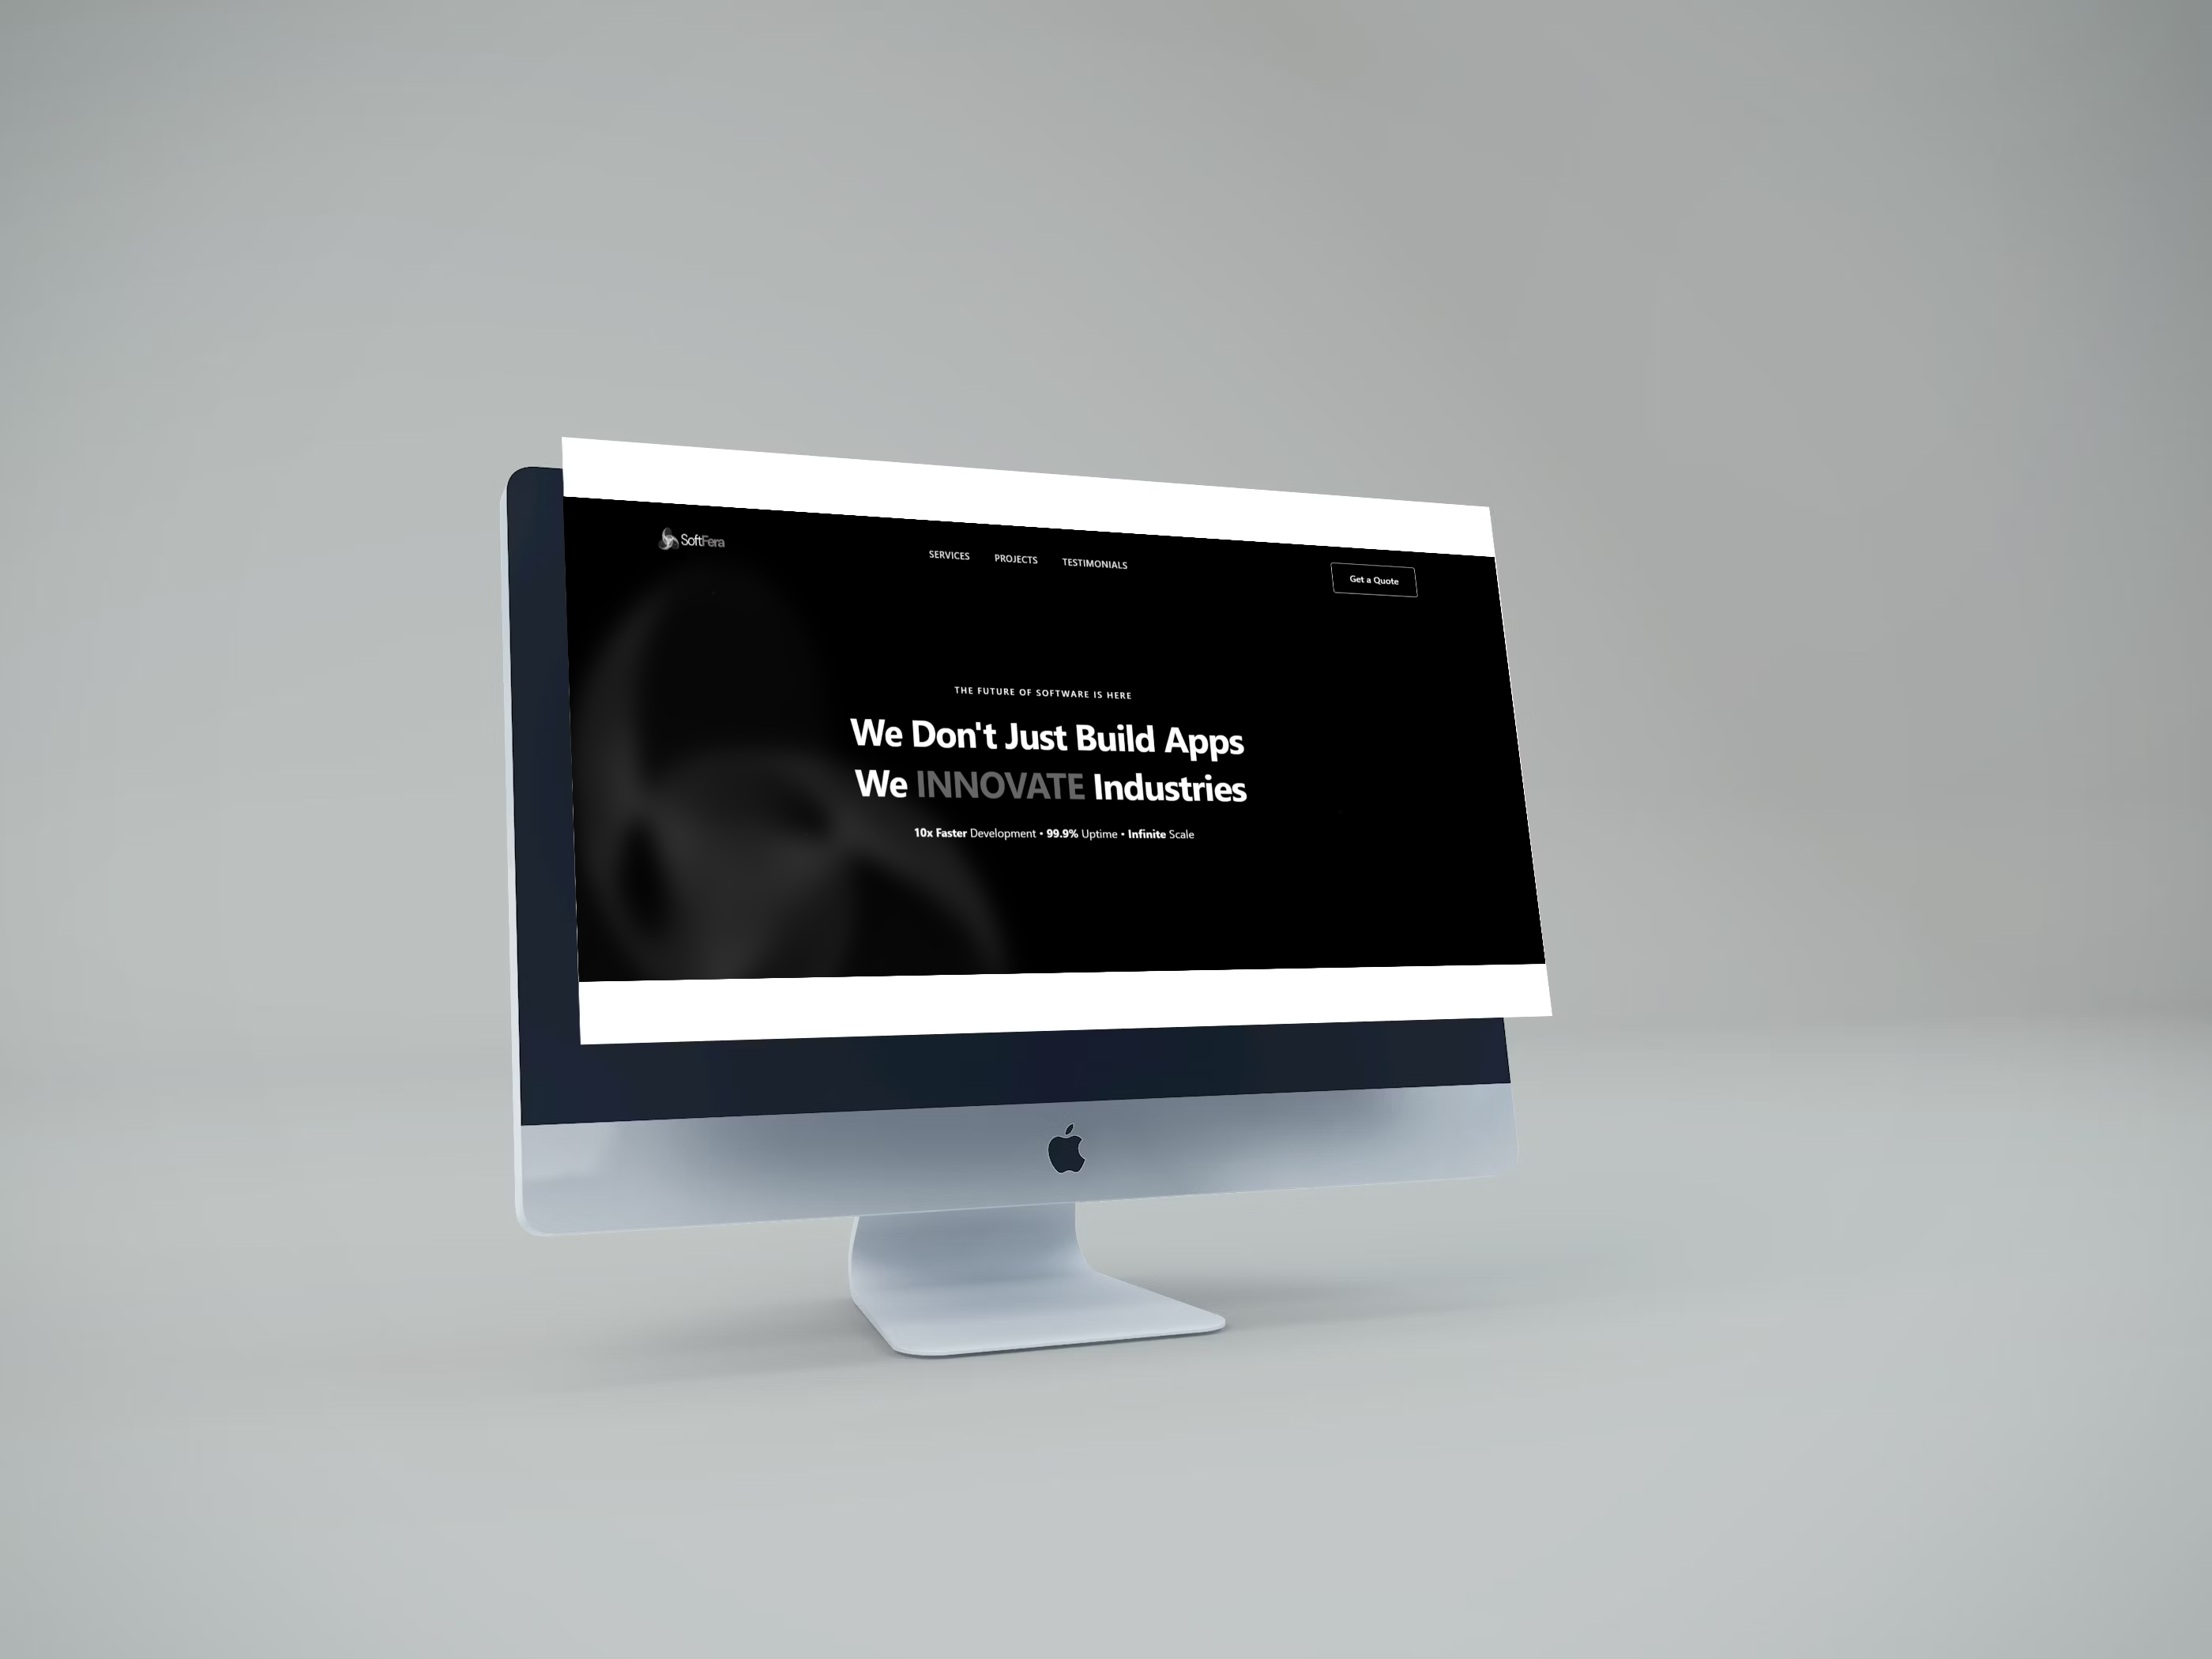 SoftFera
SERVICES PROJECTS TESTIMONIALS
Get a Quote
THE FUTURE OF SOFTWARE IS HERE
We Don't Just Build Apps
We INNOVATE Industries
10x Faster Development • 99.9% Uptime • Infinite Scale